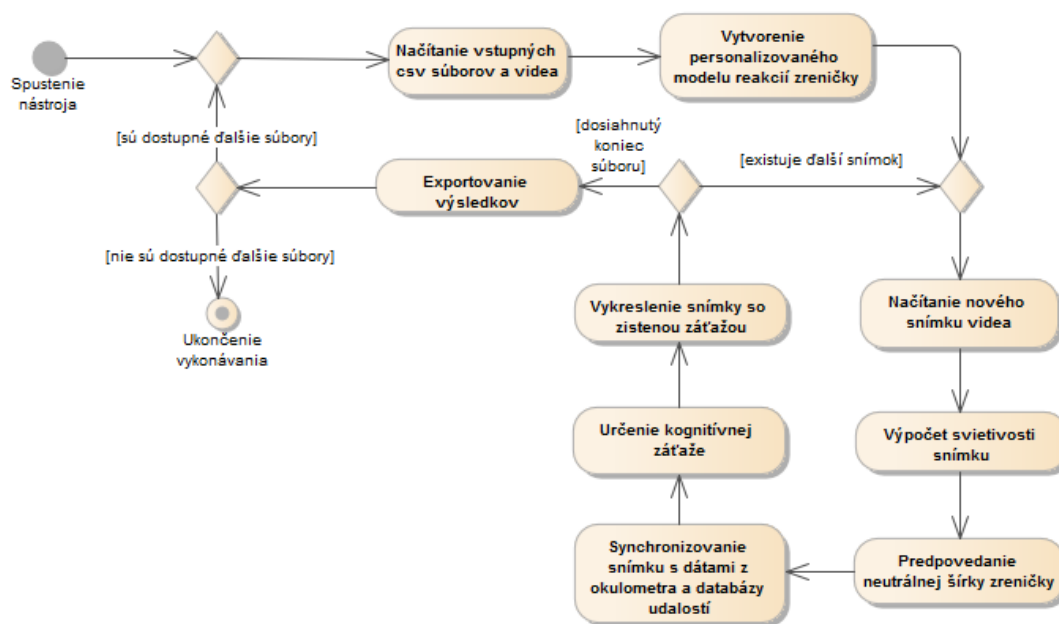 Spustenie
nástroja
Načítanie vstupných
csv súborov a videa
Vytvorenie
personalizovaného
modelu reakcií zreničky
[sú dostupné ďalšie súbory]
[dosiahnutý
koniec
súboru]
[existuje ďalší snímok]
Exportovanie
výsledkov
[nie sú dostupné ďalšie súbory]
Ukončenie
vykonávania
Vykreslenie snímky so
zistenou záťažou
Načítanie nového
snímku videa
Určenie kognitívnej
záťaže
Výpočet svietivosti
snímku
Synchronizovanie
snímku s dátami z
okulometra a databázy
udalostí
Predpovedanie
neutrálnej šírky zreničky